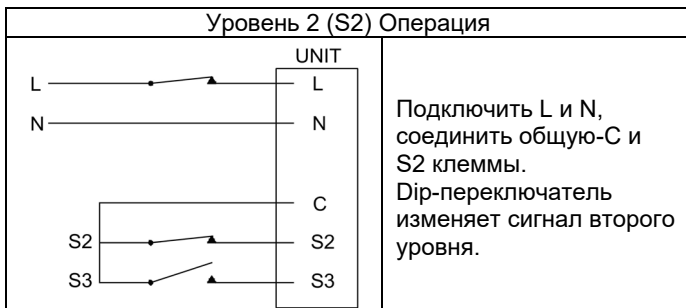 Уровень 2 (S2) Операция
UNIT
L L
N N
C
S2 S2
S3 S3
Подключить L и N,
соединить общую-C и
S2 клеммы.
Dip-переключатель
изменяет сигнал второго
уровня.